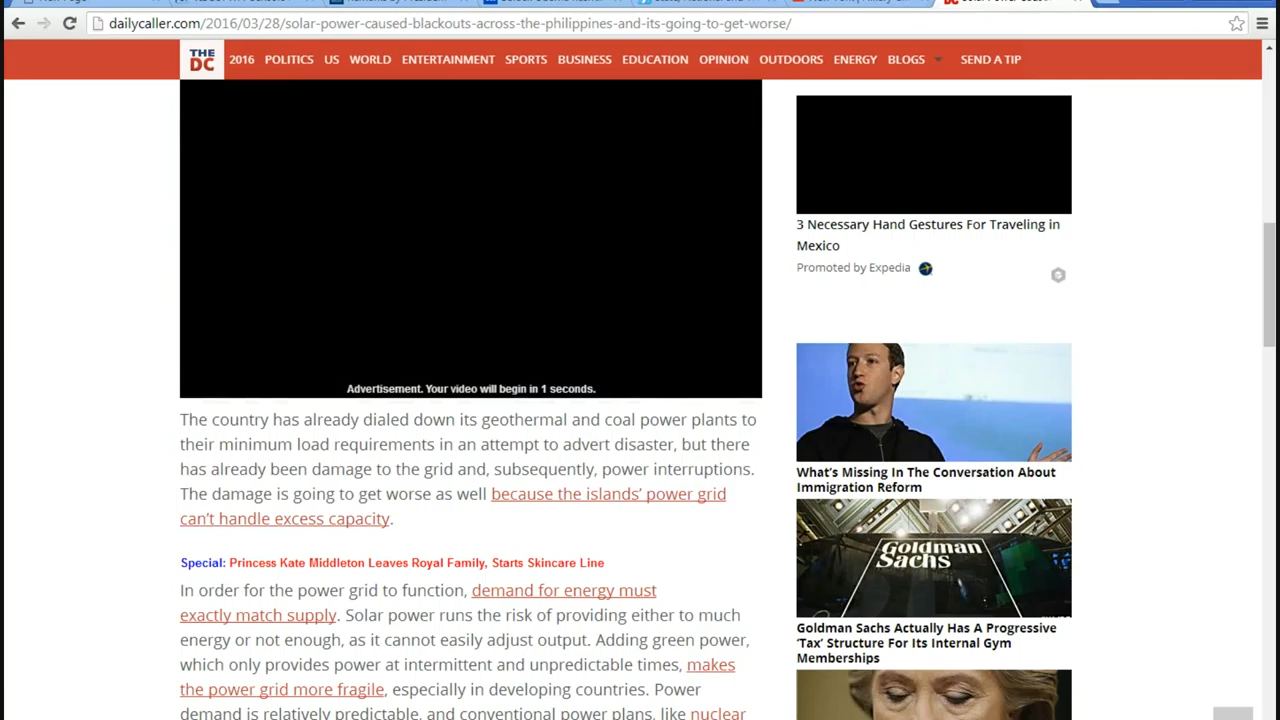 dailycaller.com/2016/03/28/solar-power-caused-blackouts-across-the-philippines-and-its-going-to-get-worse/
THE
DC
2016 POLITICS US WORLD ENTERTAINMENT SPORTS BUSINESS EDUCATION OPINION OUTDOORS ENERGY BLOGS SEND A TIP
Advertisement. Your video will begin in 1 seconds.
The country has already dialed down its geothermal and coal power plants to
their minimum load requirements in an attempt to advert disaster, but there
has already been damage to the grid and, subsequently, power interruptions.
The damage is going to get worse as well because the islands' power grid
can't handle excess capacity.
Special: Princess Kate Middleton Leaves Royal Family, Starts Skincare Line
In order for the power grid to function, demand for energy must
exactly match supply. Solar power runs the risk of providing either to much
energy or not enough, as it cannot easily adjust output. Adding green power,
which only provides power at intermittent and unpredictable times, makes
the power grid more fragile, especially in developing countries. Power
demand is relatively predictable, and conventional power plans, like nuclear
3 Necessary Hand Gestures For Traveling in
Mexico
Promoted by Expedia
What's Missing In The Conversation About
Immigration Reform
Goldman
Sachs
Goldman Sachs Actually Has A Progressive
'Tax' Structure For Its Internal Gym
Memberships